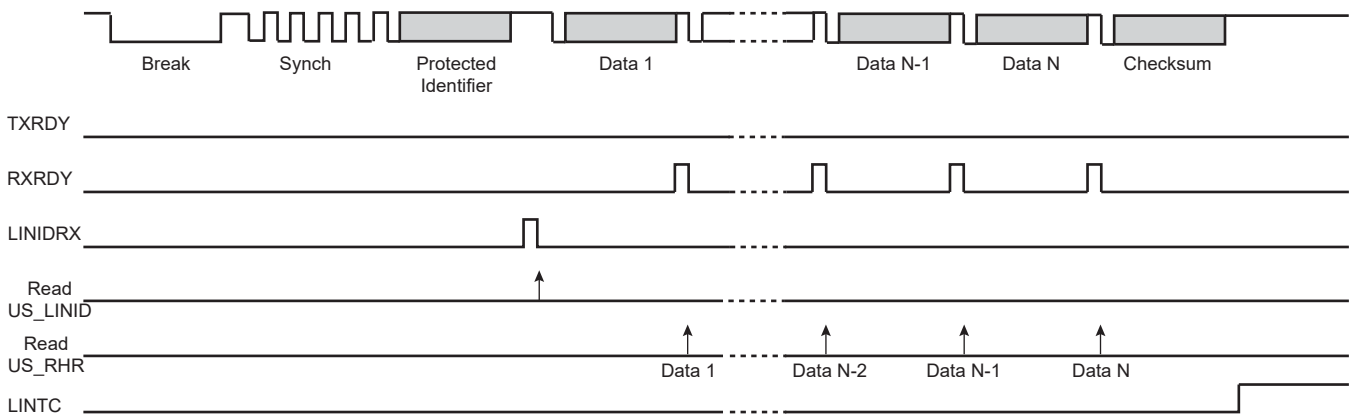 Break Synch Protected Data 1 Data N-1 Data N Checksum
Identifier
TXRDY
RXRDY
LINIDRX
Read
US_LINID
Read
US_RHR
Data 1 Data N-2 Data N-1 Data N
LINTC